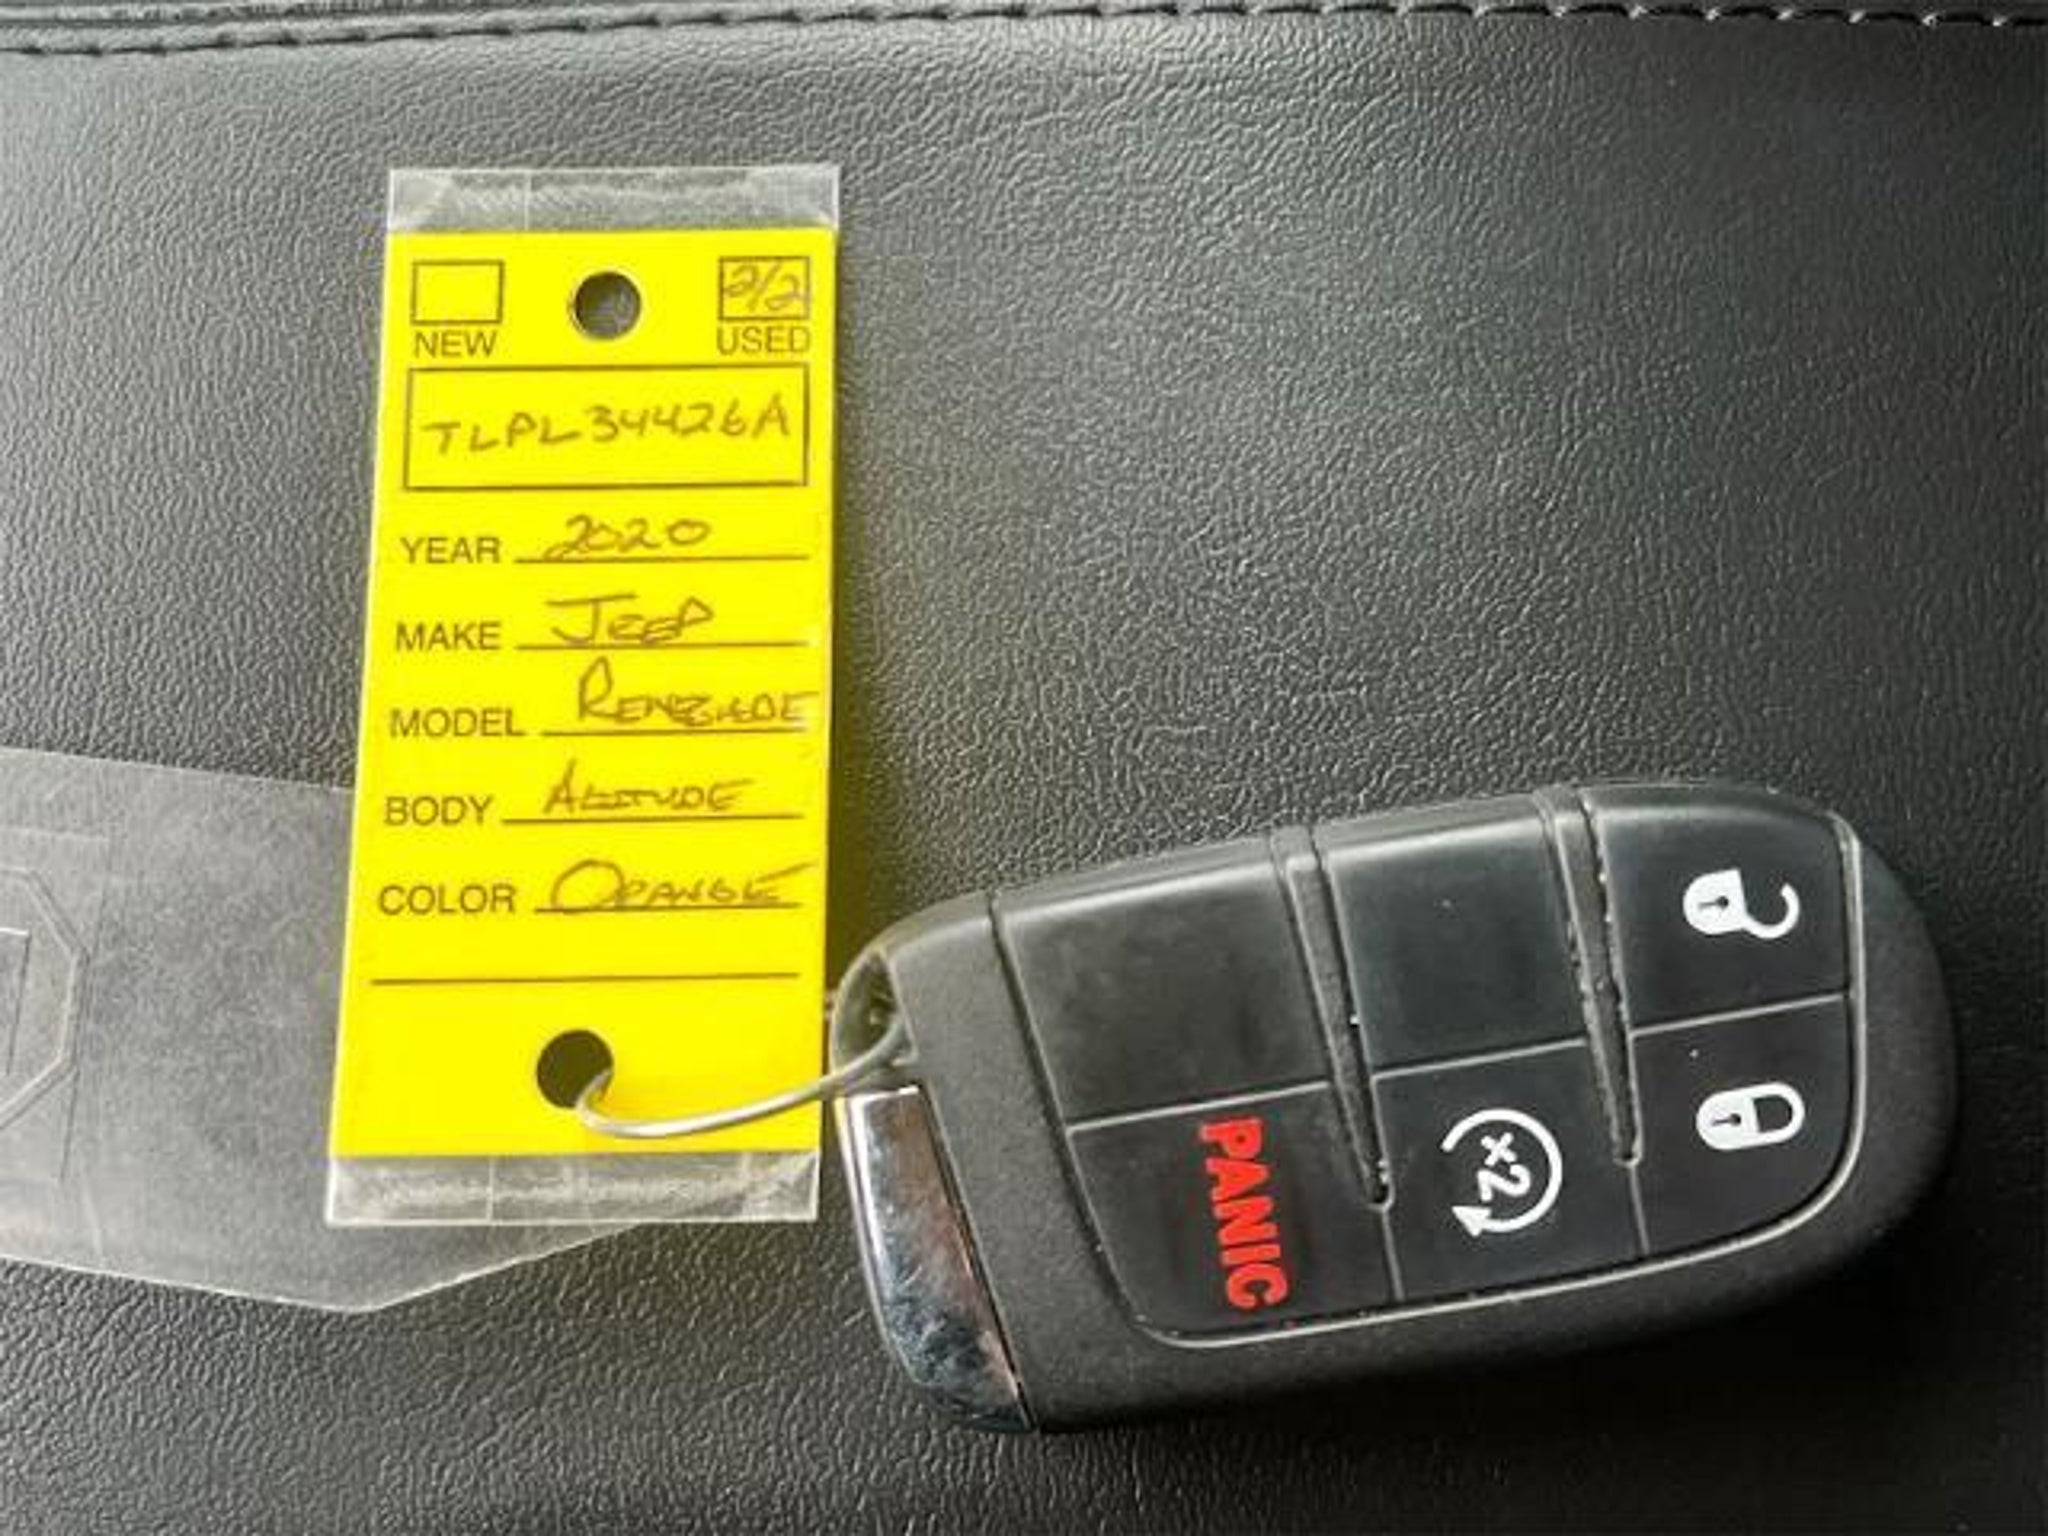 2/2
NEW USED
TLPL34426A
YEAR 2020
MAKE JEEP
MODEL RENEGADE
BODY ALTITUDE
COLOR ORANGE
PANIC
x2